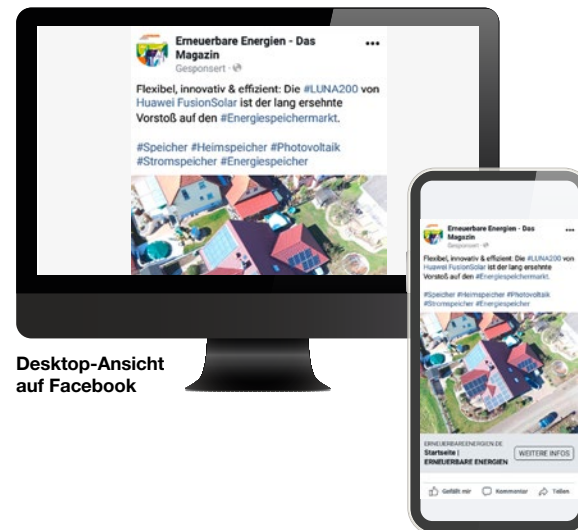 Erneuerbare Energien - Das
Magazin
Gesponsert ·
Flexibel, innovativ & effizient: Die #LUNA200 von
Huawei FusionSolar ist der lang ersehnte
Vorstoß auf den #Energiespeichermarkt.
#Speicher #Heimspeicher #Photovoltaik
#Stromspeicher #Energiespeicher
Desktop-Ansicht
auf Facebook
Erneuerbare Energien - Das
Magazin
Gesponsert ·
Flexibel, innovativ & effizient: Die #LUNA200 von
Huawei FusionSolar ist der lang ersehnte
Vorstoß auf den #Energiespeichermarkt.
#Speicher #Heimspeicher #Photovoltaik
#Stromspeicher #Energiespeicher
ERNEUERBAREENERGIEN.DE
Startseite |
ERNEUERBARE ENERGIEN
WEITERE INFOS
Gefällt mir Kommentar Teilen